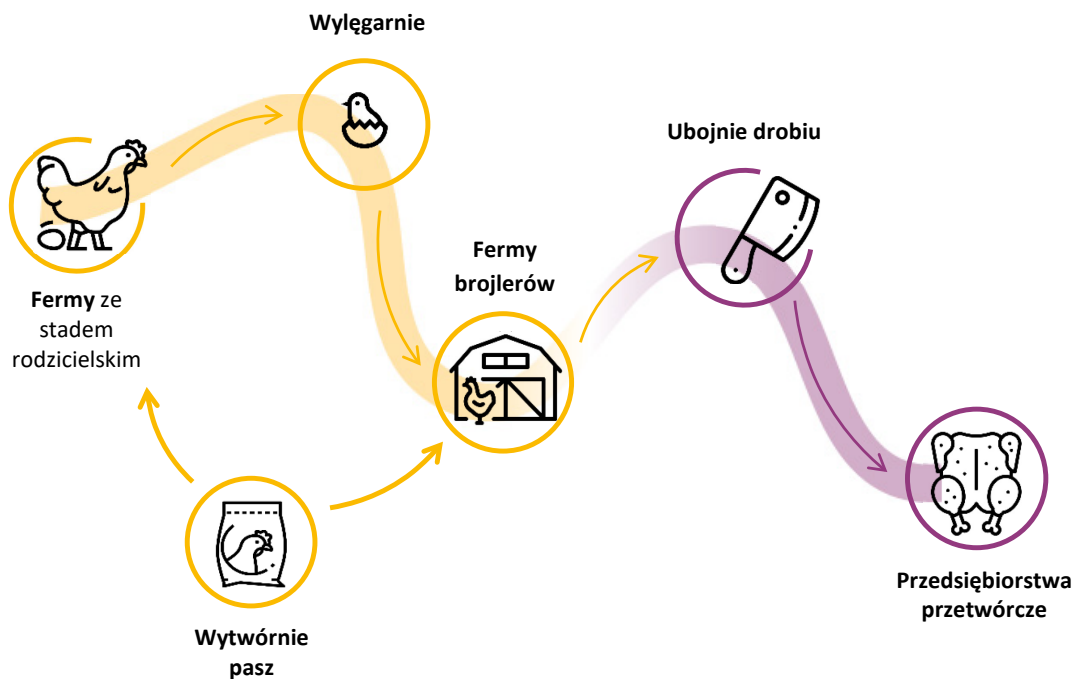 Wylęgarnie
Ubojnie drobiu
Fermy
brojlerów
Fermy ze
stadem
rodzicielskim
Przedsiębiorstwa
przetwórcze
Wytwórnie
pasz